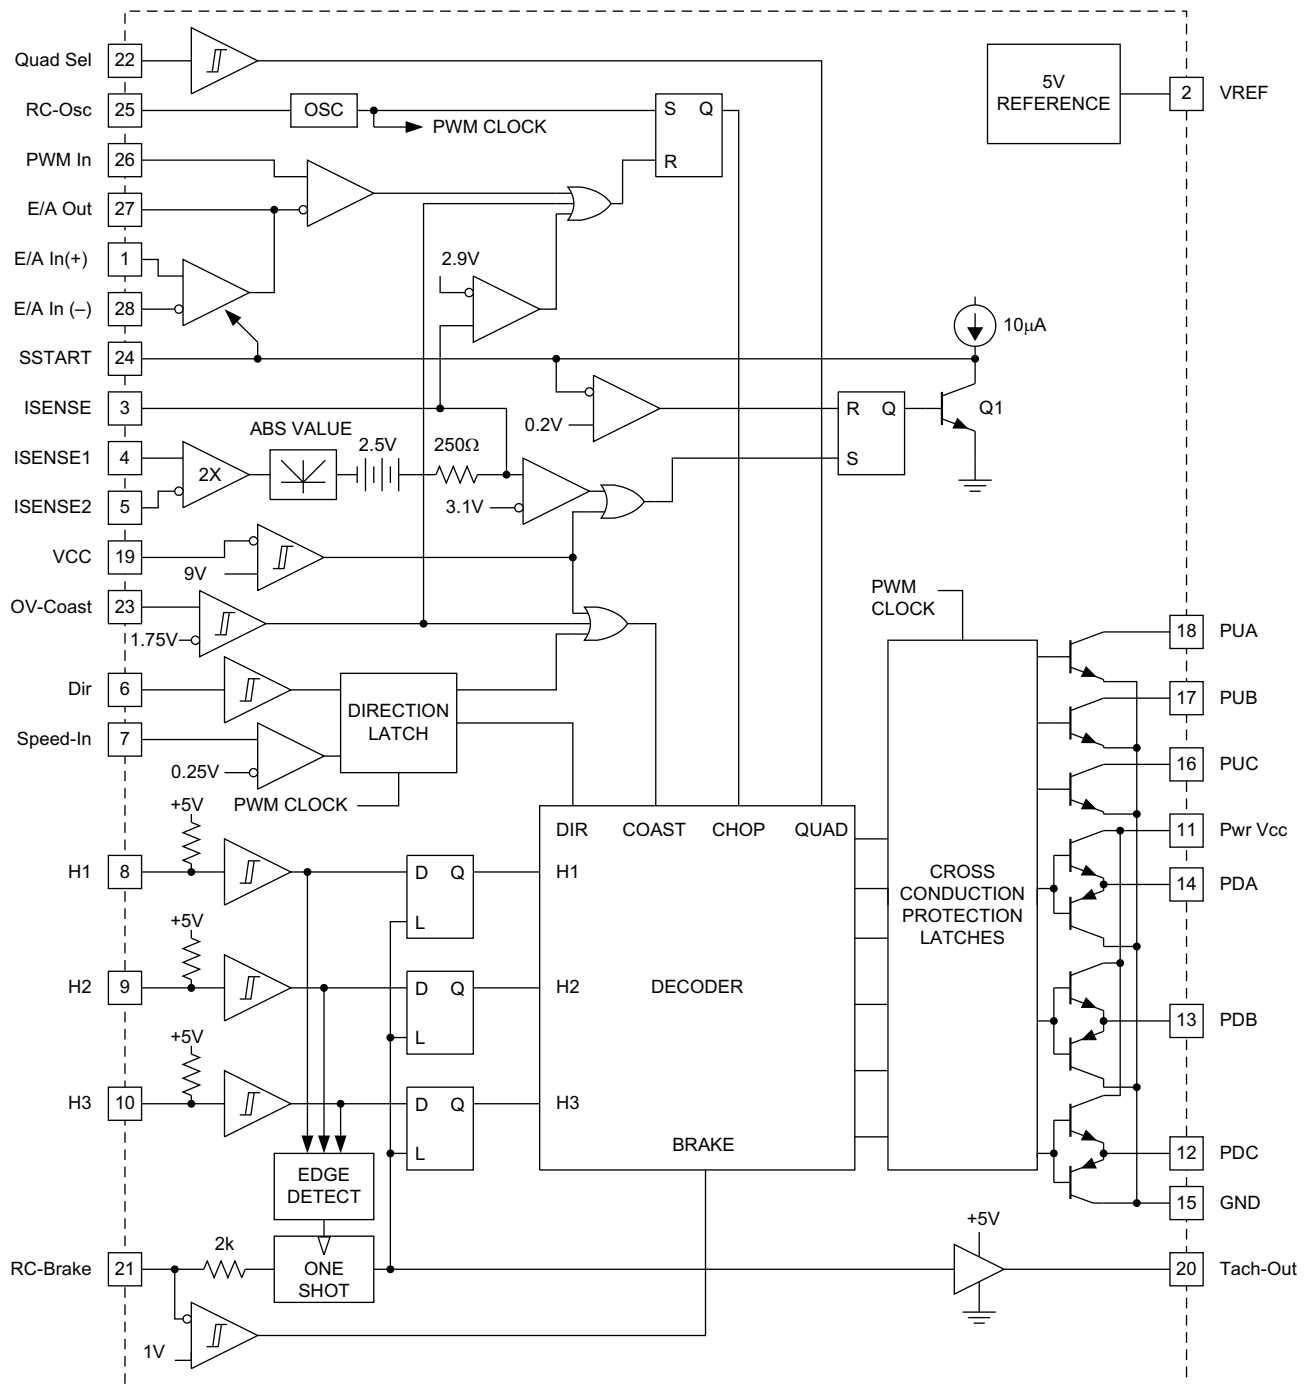 Quad Sel 22
5V
REFERENCE
2 VREF
RC-Osc 25 OSC
PWM CLOCK
S Q
R
PWM In 26
E/A Out 27
E/A In(+) 1
2.9V
E/A In (–) 28
10μA
SSTART 24
ISENSE 3
0.2V
R Q
S
Q1
ABS VALUE
2.5V
250Ω
ISENSE1 4
2X
3.1V
ISENSE2 5
VCC 19
9V
OV-Coast 23
1.75V
PWM
CLOCK
18 PUA
Dir 6
DIRECTION
LATCH
17 PUB
Speed-In 7
0.25V
16 PUC
PWM CLOCK
+5V
DIR COAST CHOP QUAD
11 Pwr Vcc
H1 8
D Q
L
H1
CROSS
CONDUCTION
PROTECTION
LATCHES
14 PDA
+5V
H2 9
D Q
L
H2
DECODER
13 PDB
+5V
H3 10
D Q
L
H3
BRAKE
12 PDC
EDGE
DETECT
15 GND
+5V
2k
RC-Brake 21
ONE
SHOT
20 Tach-Out
1V